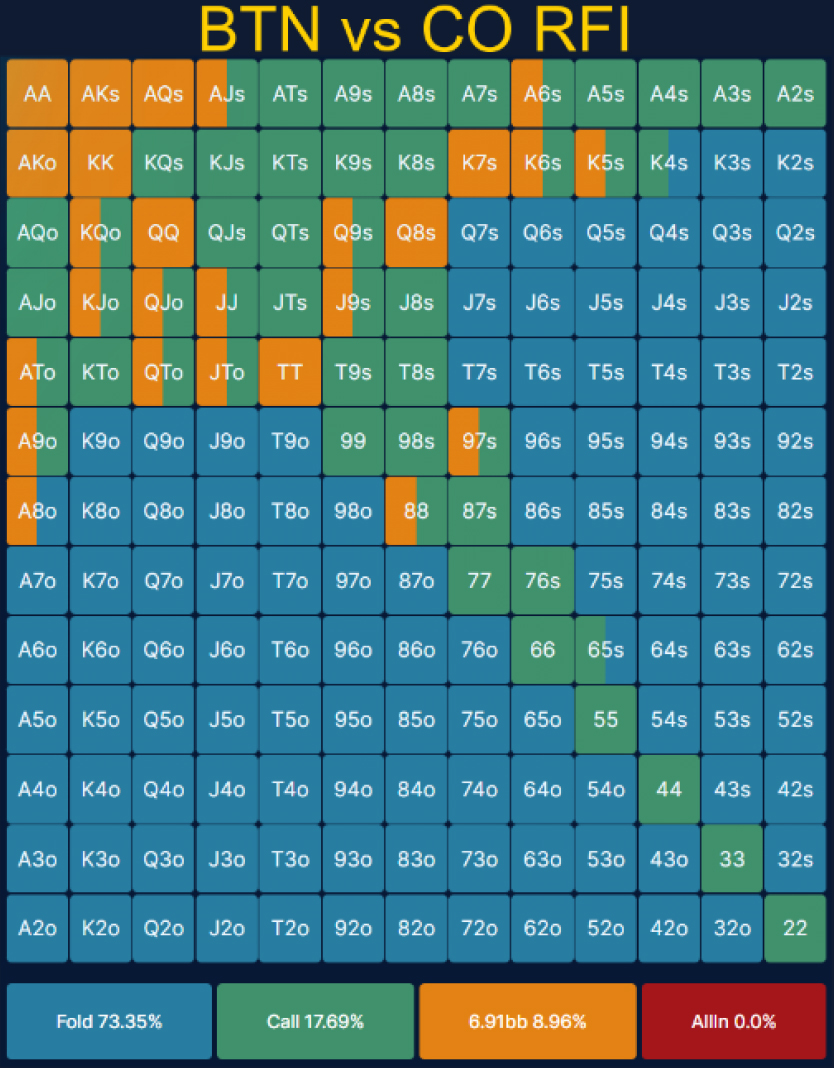 BTN vs CO RFI
AA AKs AQs AJs ATs A9s A8s A7s A6s A5s A4s A3s A2s
AKo KK KQs KJs KTs K9s K8s K7s K6s K5s K4s K3s K2s
AQo KQo QQ QJs QTs Q9s Q8s Q7s Q6s Q5s Q4s Q3s Q2s
AJo KJo QJo JJ JTs J9s J8s J7s J6s J5s J4s J3s J2s
ATo KTo QTo JTo TT T9s T8s T7s T6s T5s T4s T3s T2s
A9o K9o Q9o J9o T9o 99 98s 97s 96s 95s 94s 93s 92s
A8o K8o Q8o J8o T8o 98o 88 87s 86s 85s 84s 83s 82s
A7o K7o Q7o J7o T7o 97o 87o 77 76s 75s 74s 73s 72s
A6o K6o Q6o J6o T6o 96o 86o 76o 66 65s 64s 63s 62s
A5o K5o Q5o J5o T5o 95o 85o 75o 65o 55 54s 53s 52s
A4o K4o Q4o J4o T4o 94o 84o 74o 64o 54o 44 43s 42s
A3o K3o Q3o J3o T3o 93o 83o 73o 63o 53o 43o 33 32s
A2o K2o Q2o J2o T2o 92o 82o 72o 62o 52o 42o 32o 22
Fold 73.35% Call 17.69% 6.91bb 8.96% AllIn 0.0%